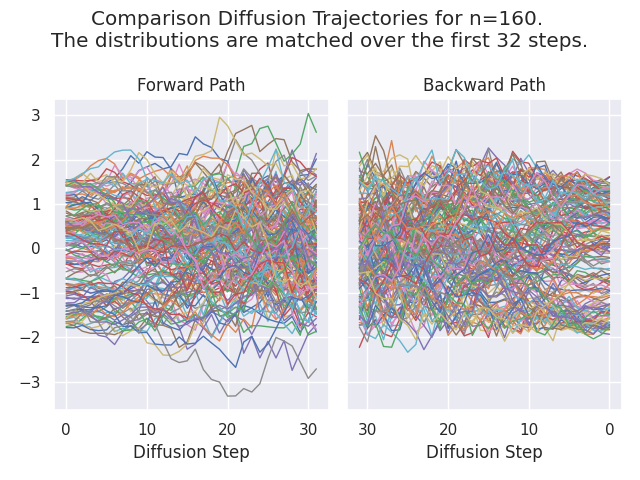 Comparison Diffusion Trajectories for n=160.
The distributions are matched over the first 32 steps.
Forward Path
Backward Path
3
2
1
0
−1
−2
−3
0 10 20 30
30 20 10 0
Diffusion Step
Diffusion Step